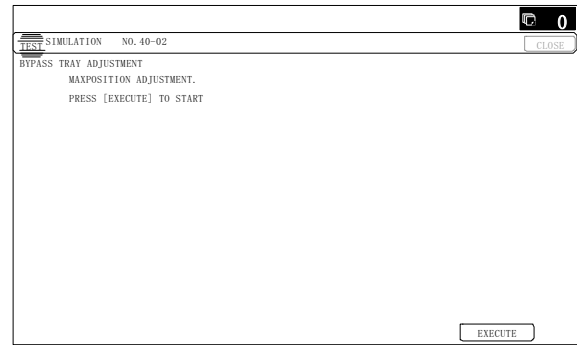 0
TEST SIMULATION NO. 40-02 CLOSE
BYPASS TRAY ADJUSTMENT
MAXPOSITION ADJUSTMENT.
PRESS [EXECUTE] TO START
EXECUTE